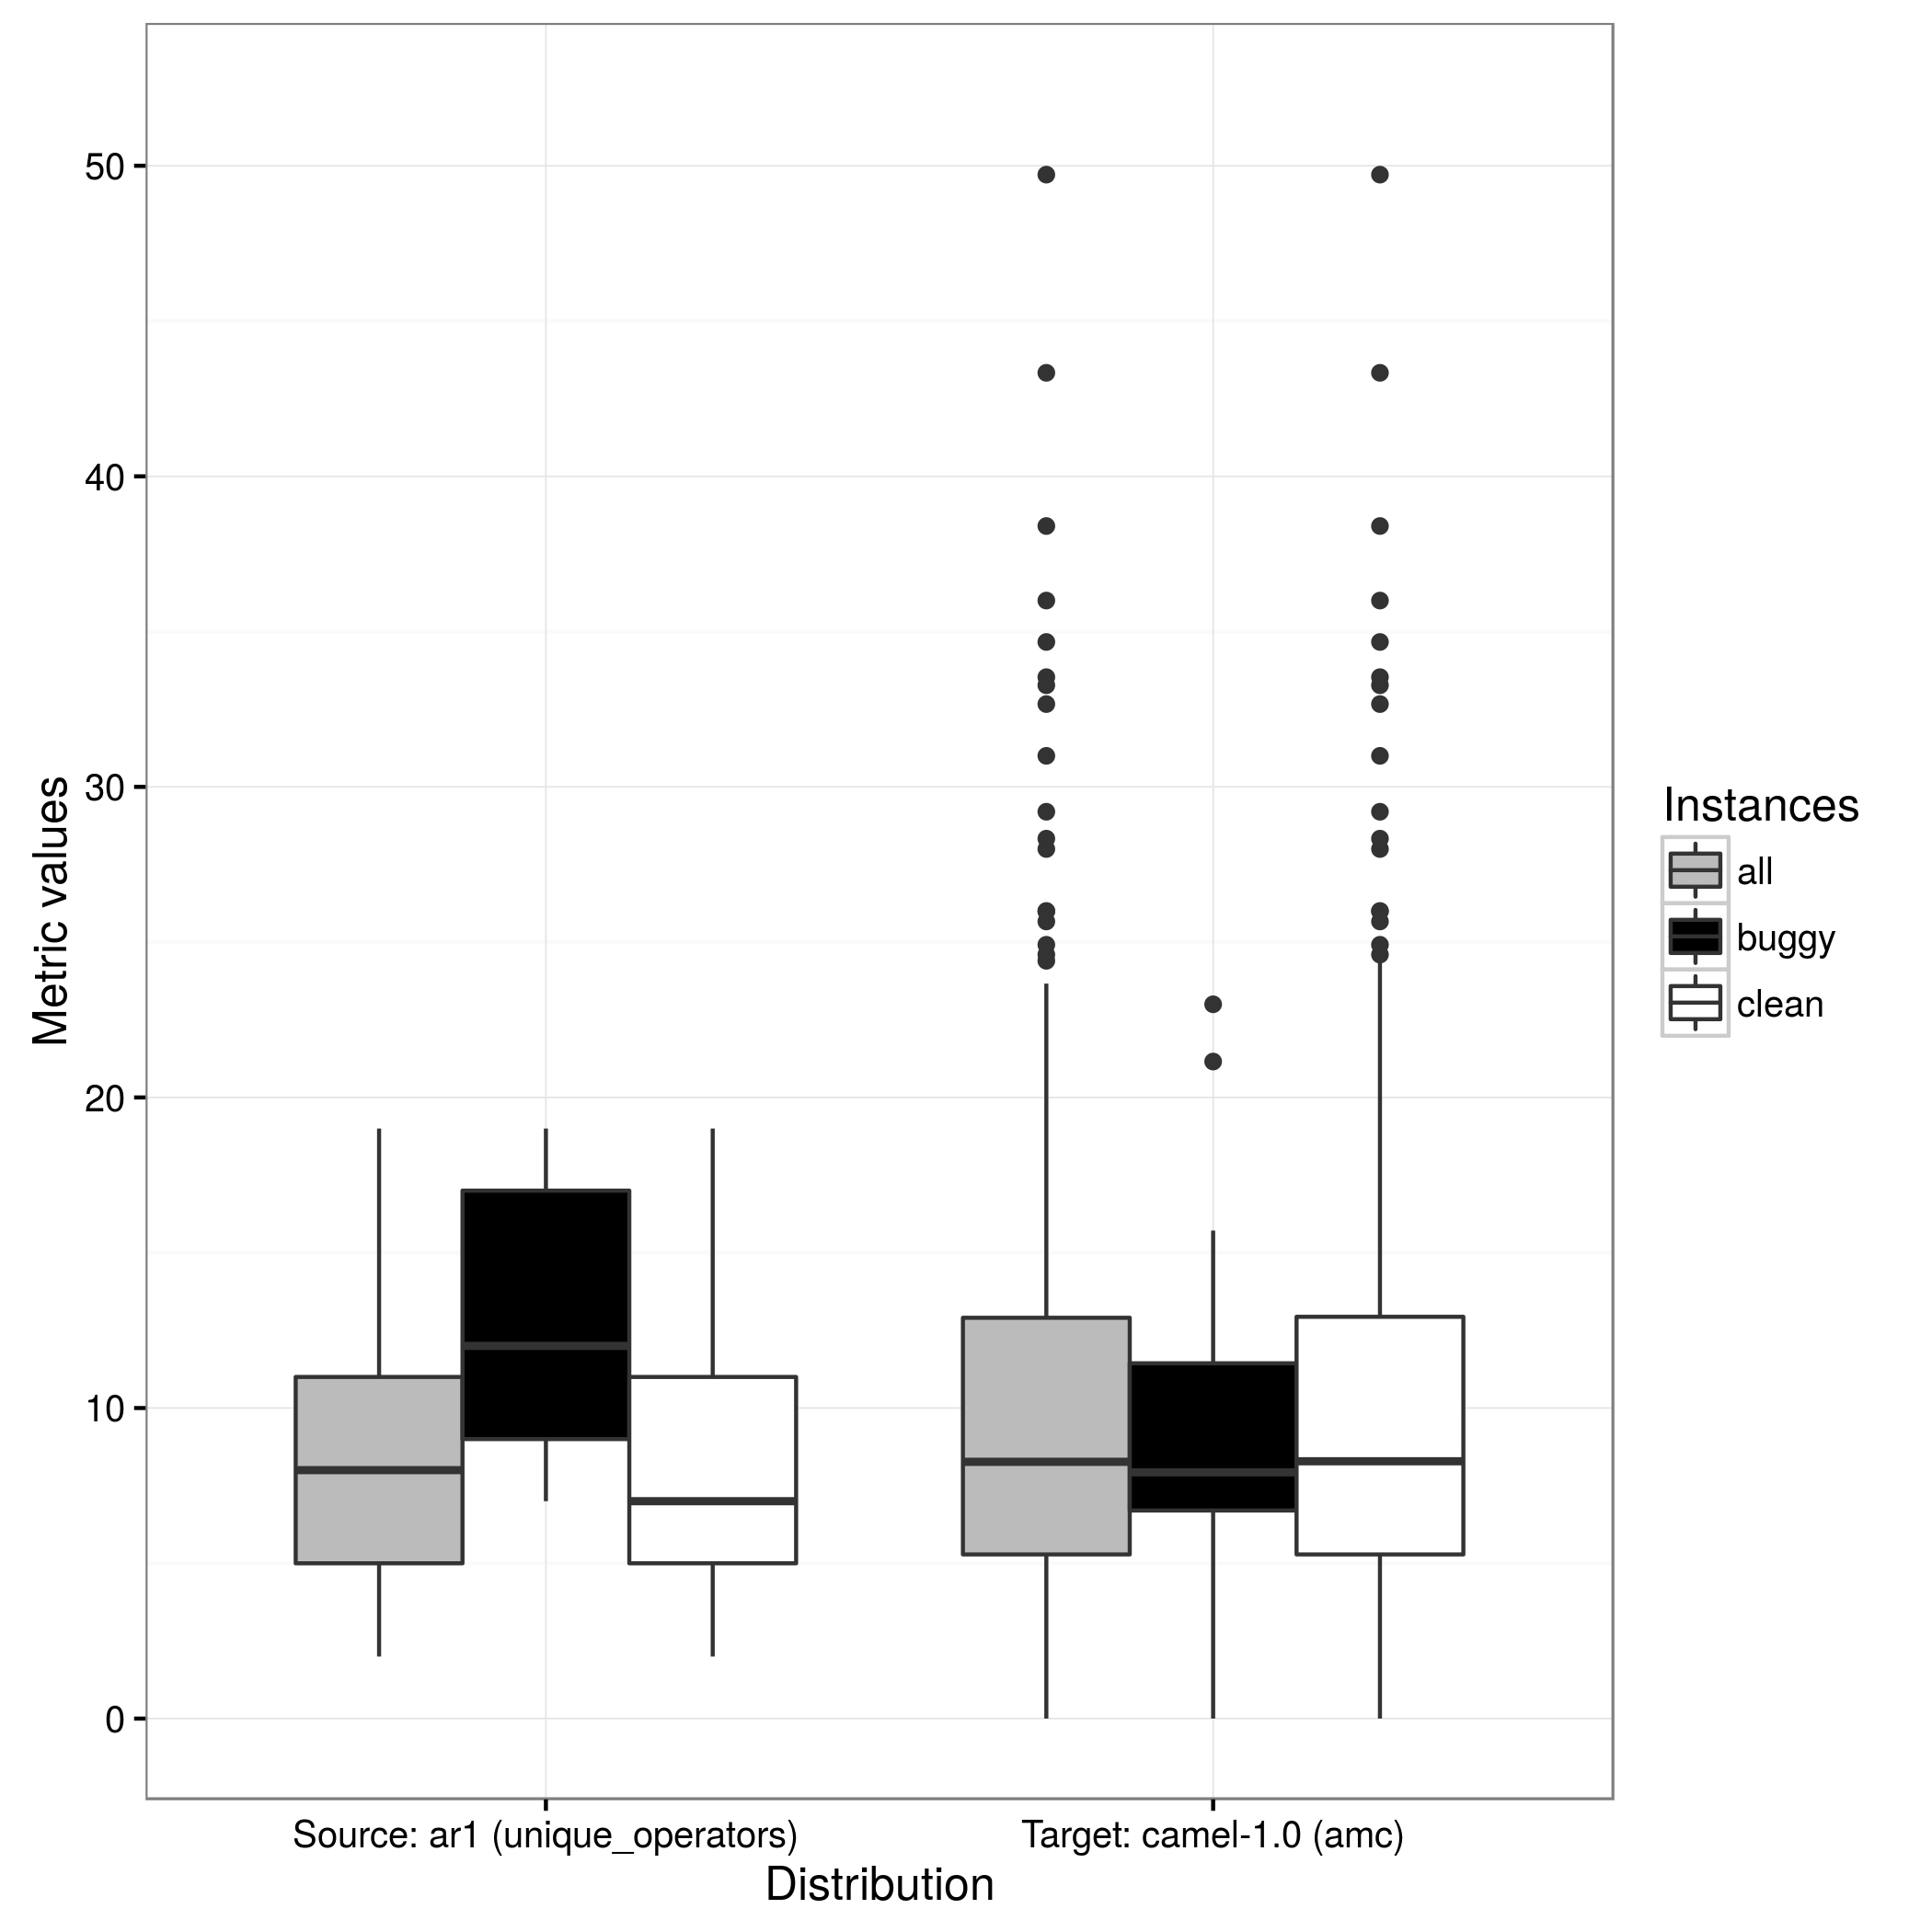 50
40
30
20
10
0
Metric values
Source: ar1 (unique_operators)
Target: camel-1.0 (amc)
Distribution
Instances
all
buggy
clean